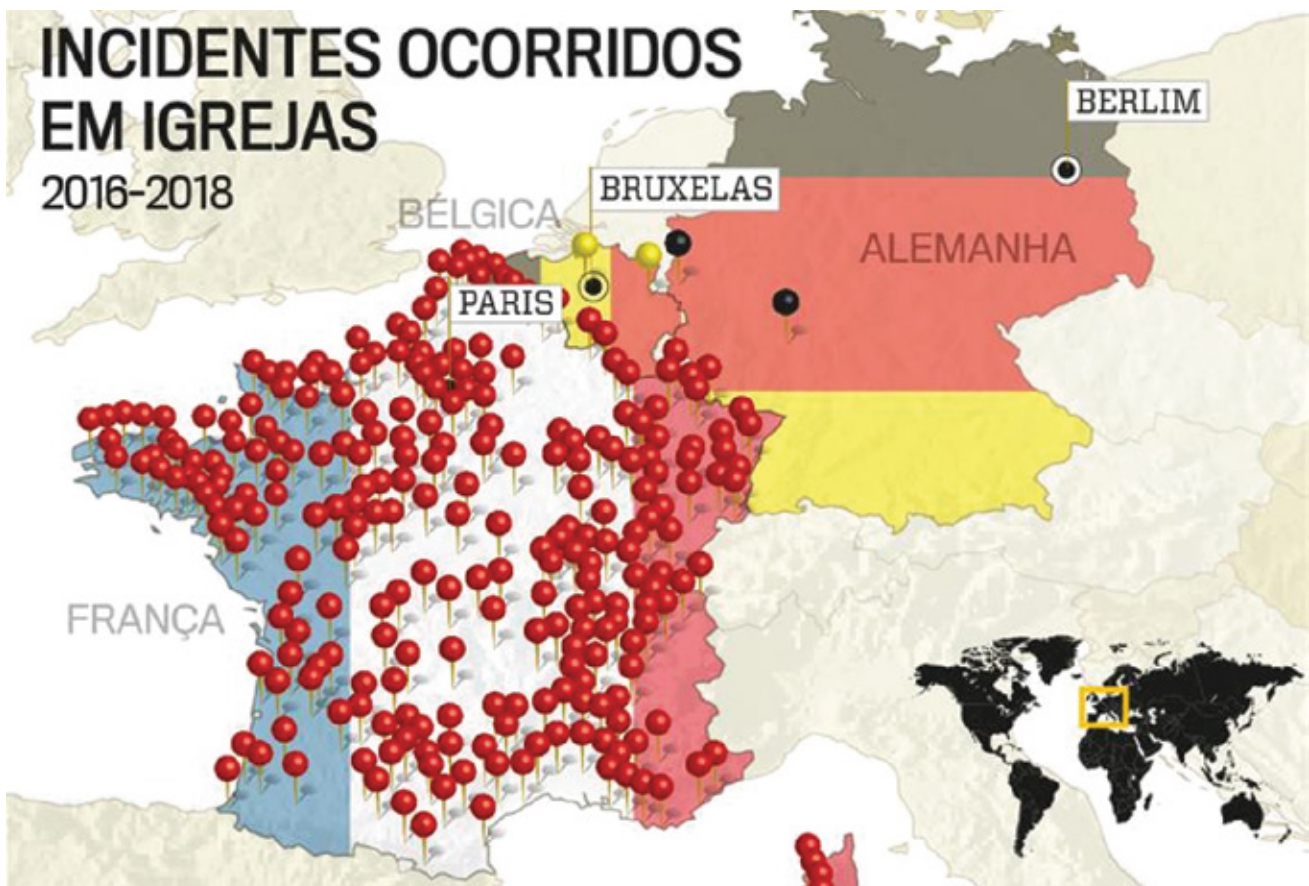 INCIDENTES OCORRIDOS
EM IGREJAS
2016-2018
BERLIM
BRUXELAS
BÉLGICA
ALEMANHA
PARIS
FRANÇA